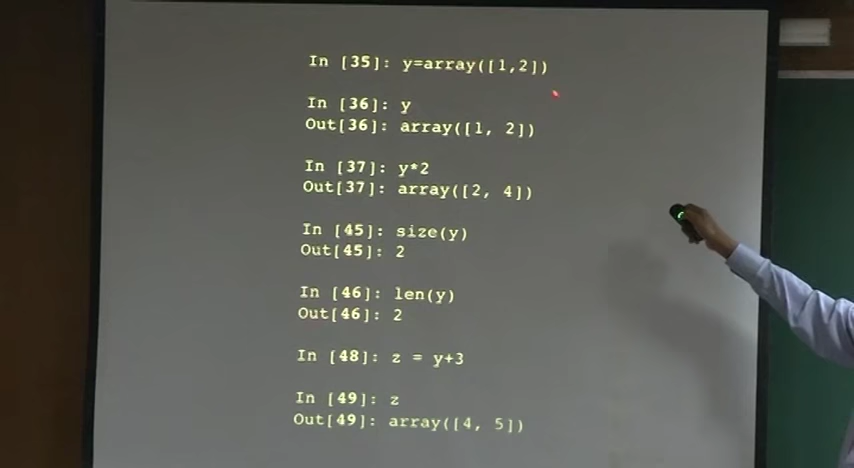 In [35]: y=array([1,2])
In [36]: y
Out[36]: array([1, 2])
In [37]: y*2
Out[37]: array([2, 4])
In [45]: size(y)
Out[45]: 2
In [46]: len(y)
Out[46]: 2
In [48]: z = y+3
In [49]: z
Out[49]: array([4, 5])